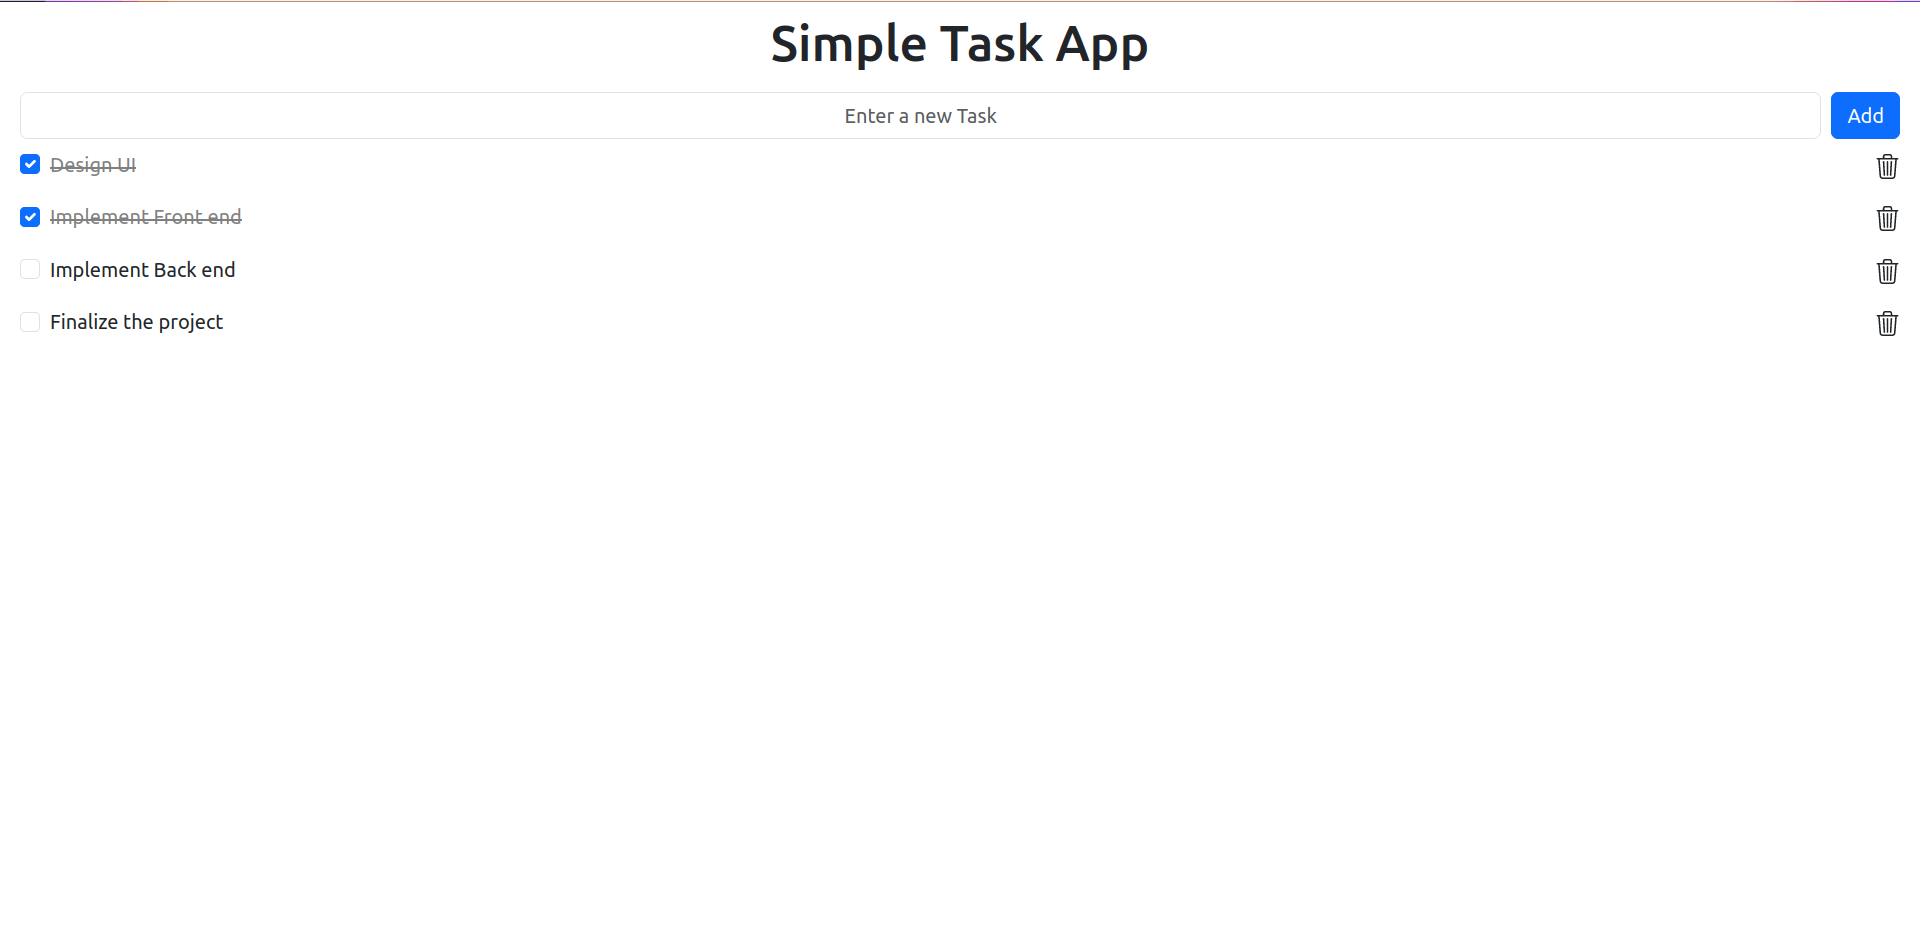 Simple Task App
Enter a new Task
Add
Design UI
Implement Front end
Implement Back end
Finalize the project